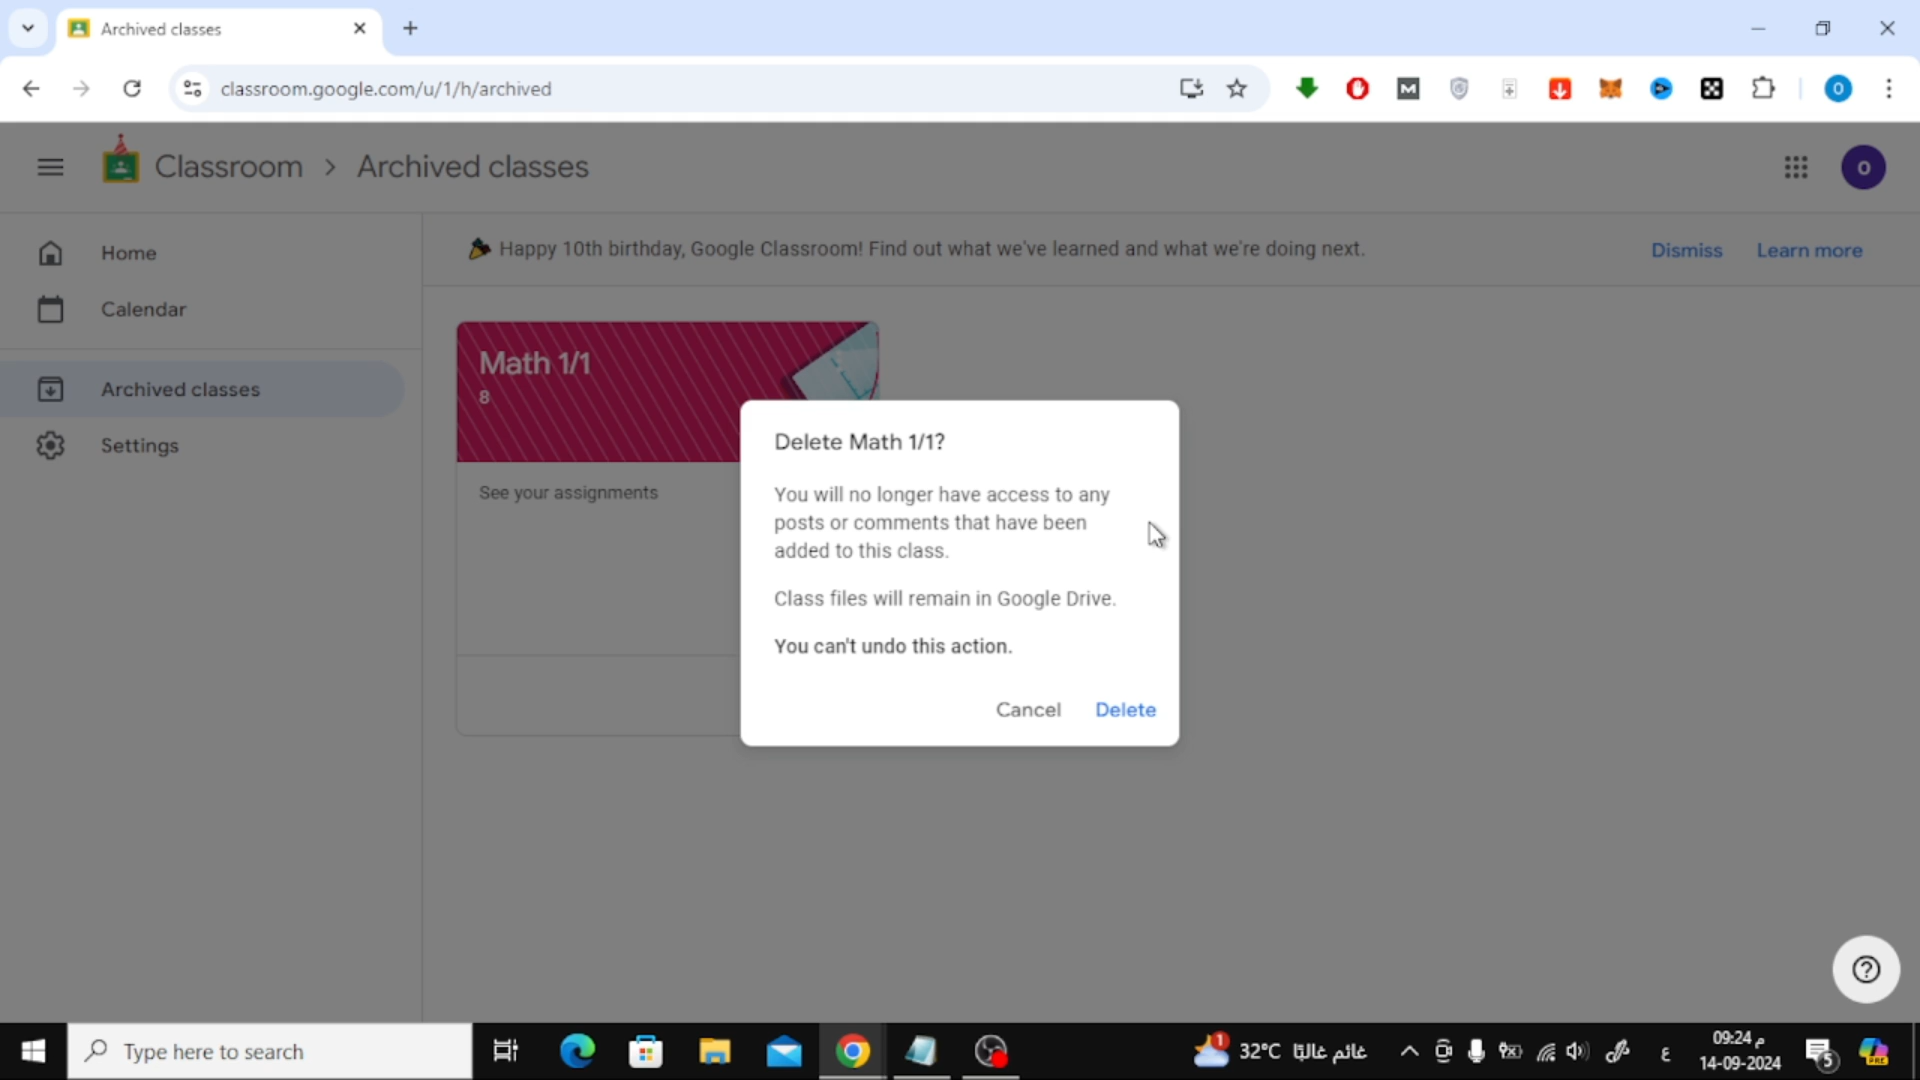 Archived classes
classroom.google.com/u/1/h/archived
Classroom > Archived classes
O
Home
Calendar
Archived classes
Settings
Happy 10th birthday, Google Classroom! Find out what we've learned and what we're doing next.
Dismiss
Learn more
Math 1/1
8
See your assignments
Delete Math 1/1?
You will no longer have access to any
posts or comments that have been
added to this class.
Class files will remain in Google Drive.
You can't undo this action.
Cancel
Delete
Type here to search
1
32°C غائم غالبًا
ع
09:24 م
14-09-2024
5
PRE